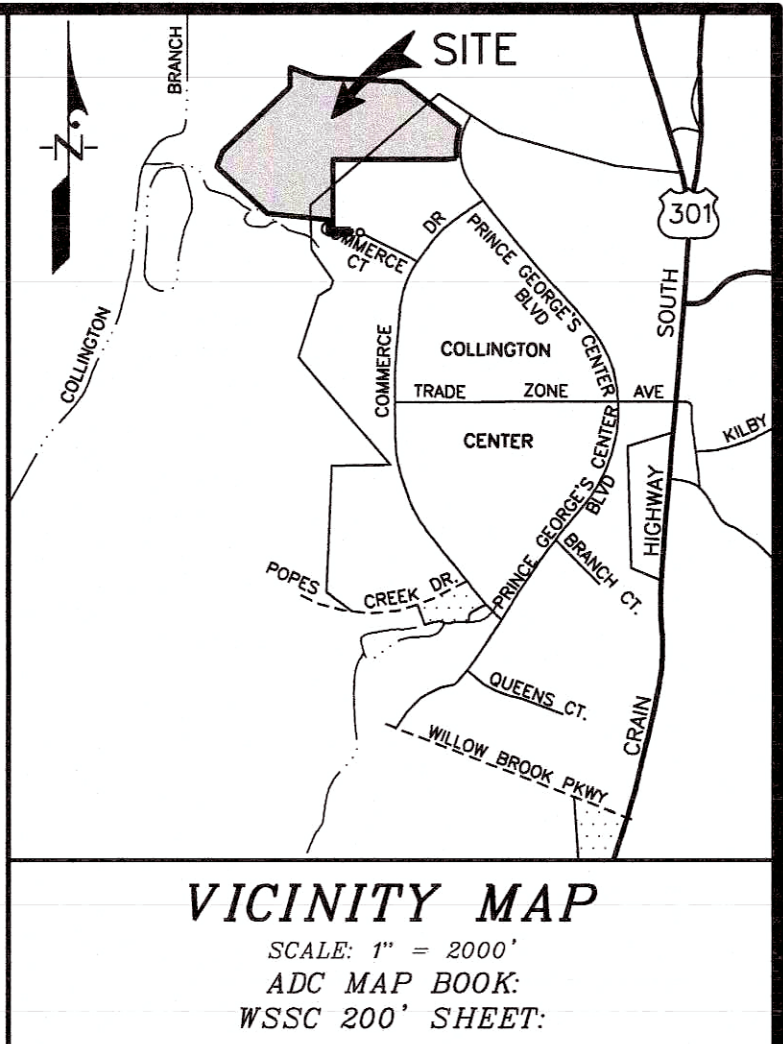 BRANCH
SITE
N
301
COMMERCE
CT
DR
PRINCE GEORGE'S CENTER
BLVD
SOUTH
COLLINGTON
COMMERCE
COLLINGTON
TRADE ZONE AVE
CENTER
KILBY
PRINCE GEORGE'S CENTER
BLVD
HIGHWAY
BRANCH CT.
POPES CREEK DR.
QUEENS CT.
WILLOW BROOK PKWY
CRAIN
VICINITY MAP
SCALE: 1" = 2000'
ADC MAP BOOK:
WSSC 200' SHEET: